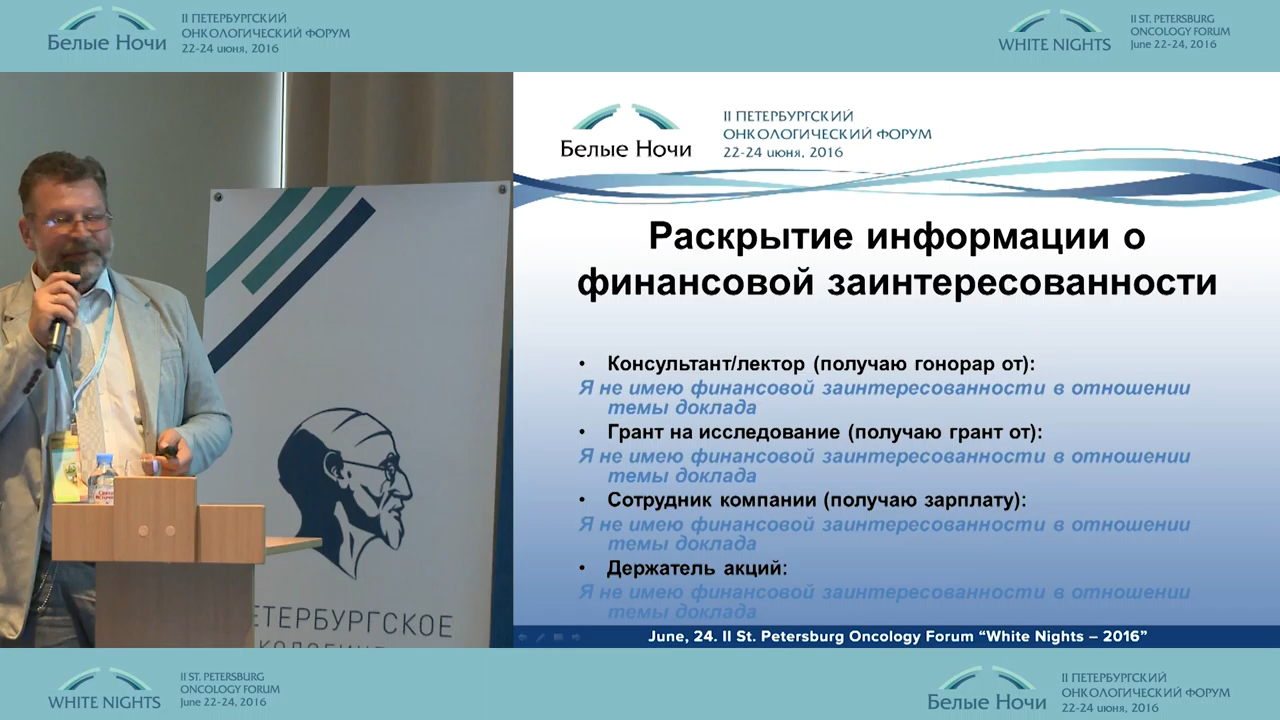 Белые Ночи
II ПЕТЕРБУРГСКИЙ
ОНКОЛОГИЧЕСКИЙ ФОРУМ
22-24 июня, 2016
WHITE NIGHTS
II ST. PETERSBURG
ONCOLOGY FORUM
June 22-24, 2016
Белые Ночи
II ПЕТЕРБУРГСКИЙ
ОНКОЛОГИЧЕСКИЙ ФОРУМ
22-24 июня, 2016
Раскрытие информации о
финансовой заинтересованности
• Консультант/лектор (получаю гонорар от):
Я не имею финансовой заинтересованности в отношении
темы доклада
• Грант на исследование (получаю грант от):
Я не имею финансовой заинтересованности в отношении
темы доклада
• Сотрудник компании (получаю зарплату):
Я не имею финансовой заинтересованности в отношении
темы доклада
• Держатель акций:
Я не имею финансовой заинтересованности в отношении
темы доклада
June, 24. II St. Petersburg Oncology Forum “White Nights – 2016”
ЕТЕРБУРГСКОЕ
WHITE NIGHTS
II ST. PETERSBURG
ONCOLOGY FORUM
June 22-24, 2016
Белые Ночи
II ПЕТЕРБУРГСКИЙ
ОНКОЛОГИЧЕСКИЙ ФОРУМ
22-24 июня, 2016